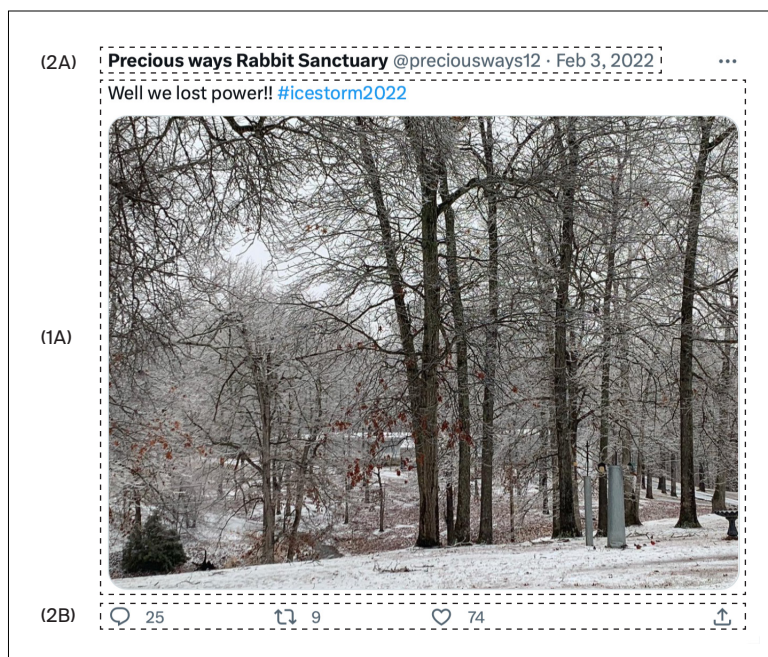 (2A) Precious ways Rabbit Sanctuary @preciousways12 · Feb 3, 2022 ...
Well we lost power!! #icestorm2022
(1A)
(2B) 25 9 74